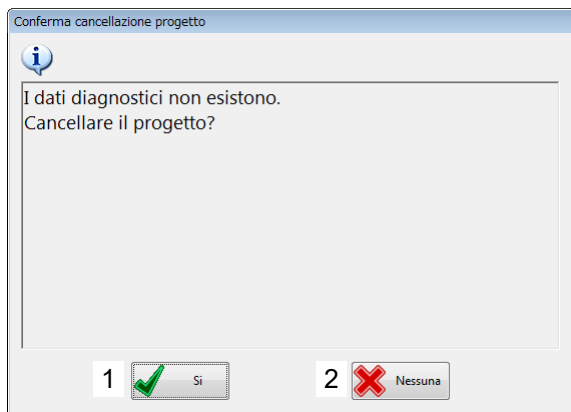 Conferma cancellazione progetto
I dati diagnostici non esistono.
Cancellare il progetto?
1 Si 2 Nessuna